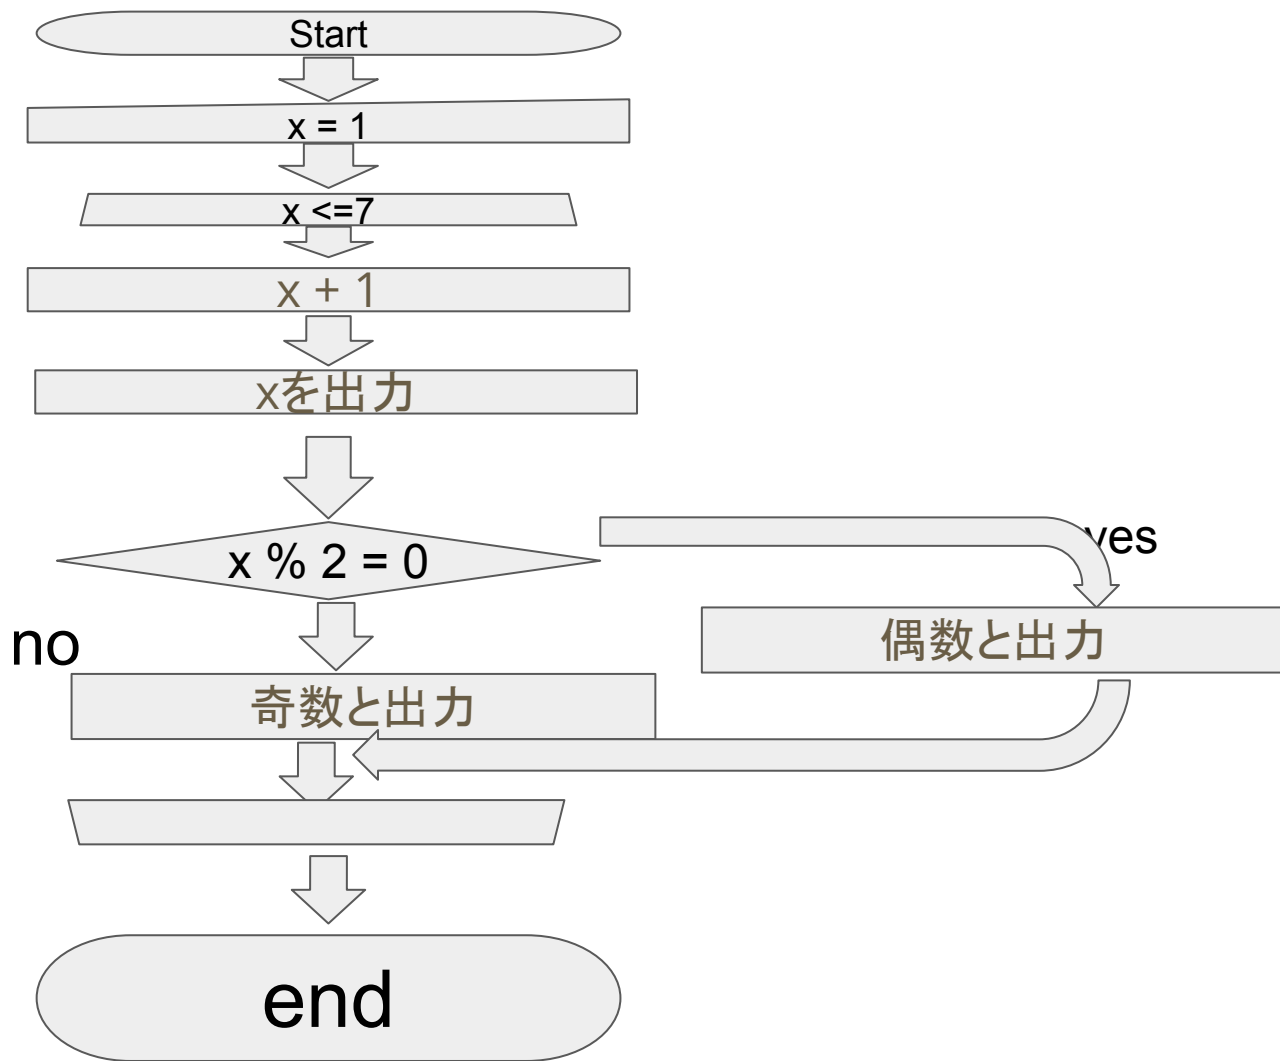 Start
x = 1
x <=7
x + 1
xを出力
yes
x % 2 = 0
no
偶数と出力
奇数と出力
end